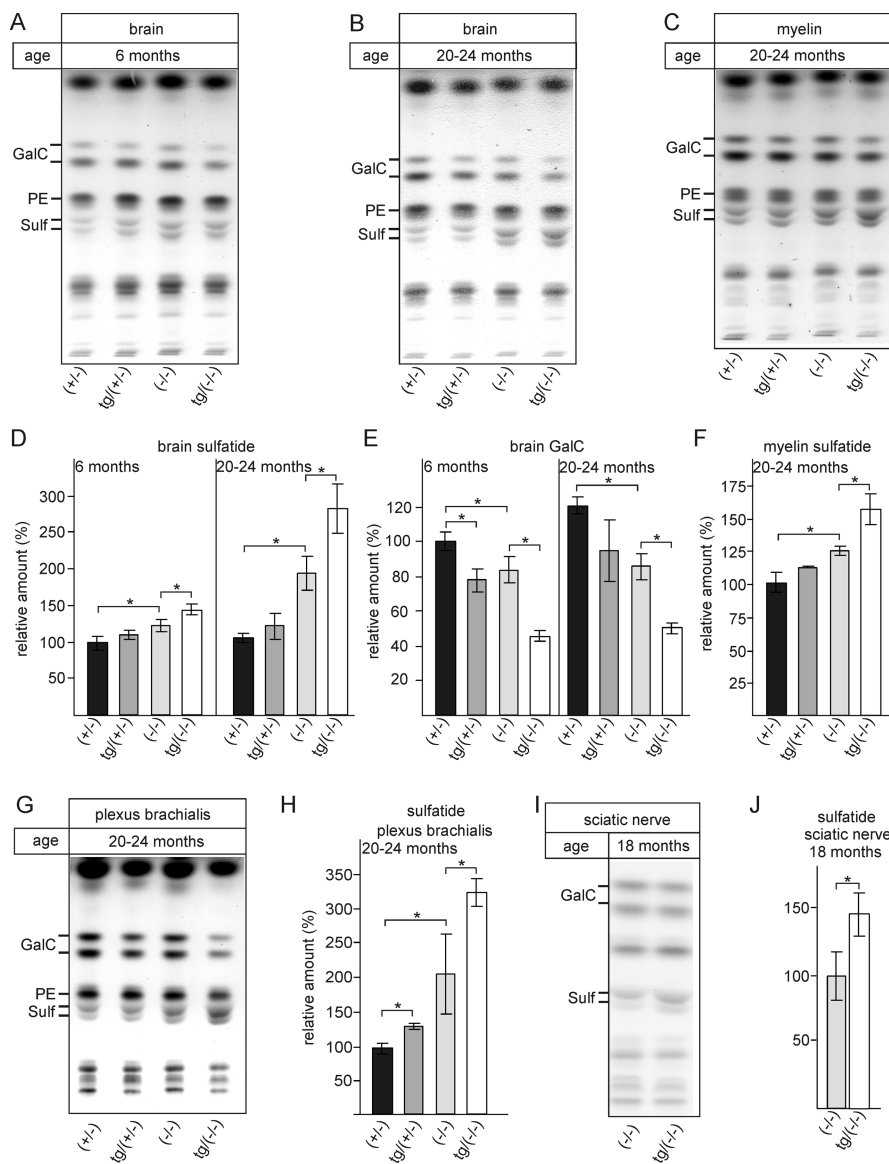 A
brain
age
6 months
GalC
PE
Sulf
(+/-)
tg/(+/-)
(-/-)
tg/(-/-)
B
brain
age
20-24 months
GalC
PE
Sulf
(+/-)
tg/(+/-)
(-/-)
tg/(-/-)
C
myelin
age
20-24 months
GalC
PE
Sulf
(+/-)
tg/(+/-)
(-/-)
tg/(-/-)
D
brain sulfatide
6 months
20-24 months
relative amount (%)
300
250
200
150
100
50
*
*
*
*
(+/-)
tg/(+/-)
(-/-)
tg/(-/-)
(+/-)
tg/(+/-)
(-/-)
tg/(-/-)
E
brain GalC
6 months
20-24 months
relative amount (%)
120
100
80
60
40
20
*
*
*
*
*
(+/-)
tg/(+/-)
(-/-)
tg/(-/-)
(+/-)
tg/(+/-)
(-/-)
tg/(-/-)
F
myelin sulfatide
20-24 months
relative amount (%)
175
150
125
100
75
50
25
*
*
(+/-)
tg/(+/-)
(-/-)
tg/(-/-)
G
plexus brachialis
age
20-24 months
GalC
PE
Sulf
(+/-)
tg/(+/-)
(-/-)
tg/(-/-)
H
sulfatide
plexus brachialis
20-24 months
relative amount (%)
350
300
250
200
150
100
50
*
*
*
(+/-)
tg/(+/-)
(-/-)
tg/(-/-)
I
sciatic nerve
age
18 months
GalC
Sulf
(-/-)
tg/(-/-)
J
sulfatide
sciatic nerve
18 months
150
100
50
*
(-/-)
tg/(-/-)